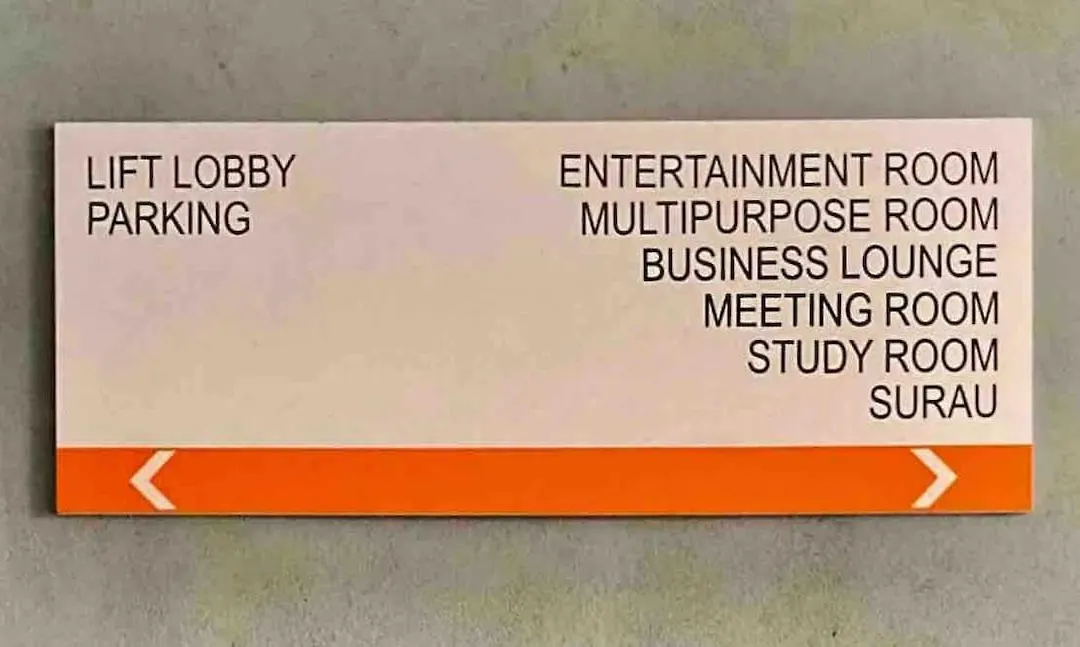 LIFT LOBBY
PARKING
ENTERTAINMENT ROOM
MULTIPURPOSE ROOM
BUSINESS LOUNGE
MEETING ROOM
STUDY ROOM
SURAU